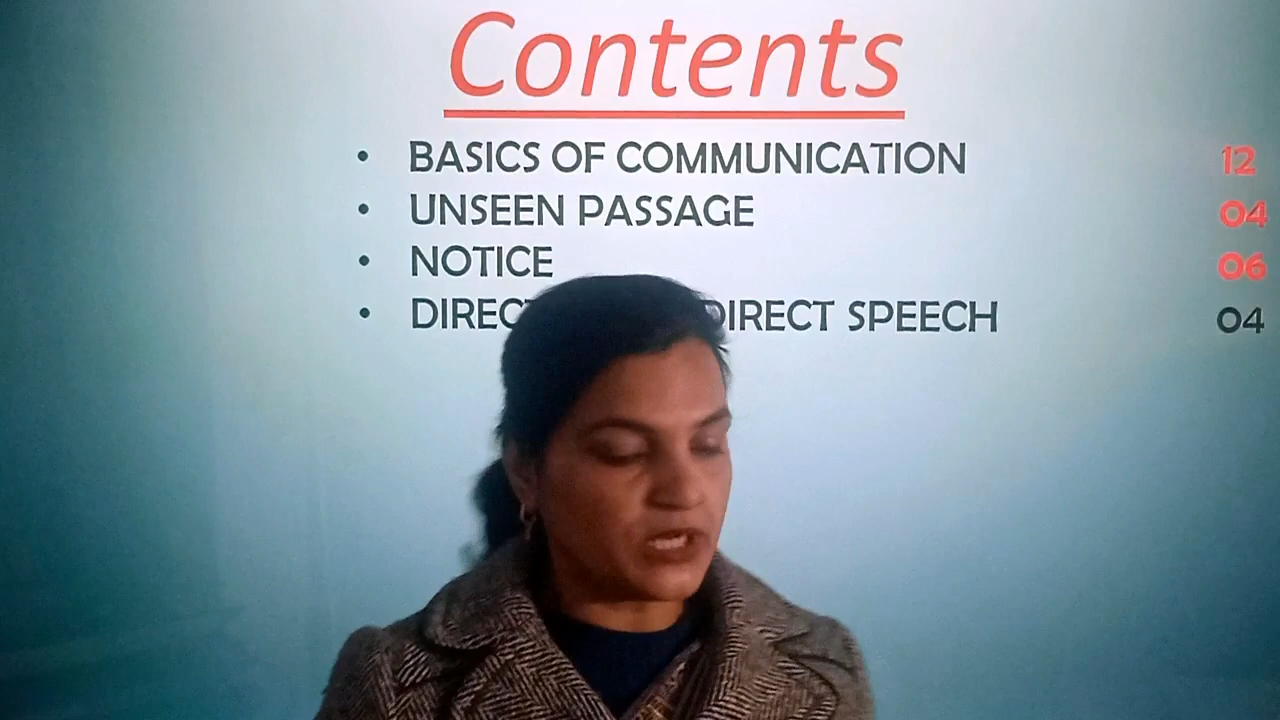 Contents
• BASICS OF COMMUNICATION 12
• UNSEEN PASSAGE 04
• NOTICE 06
• SPEECH 04